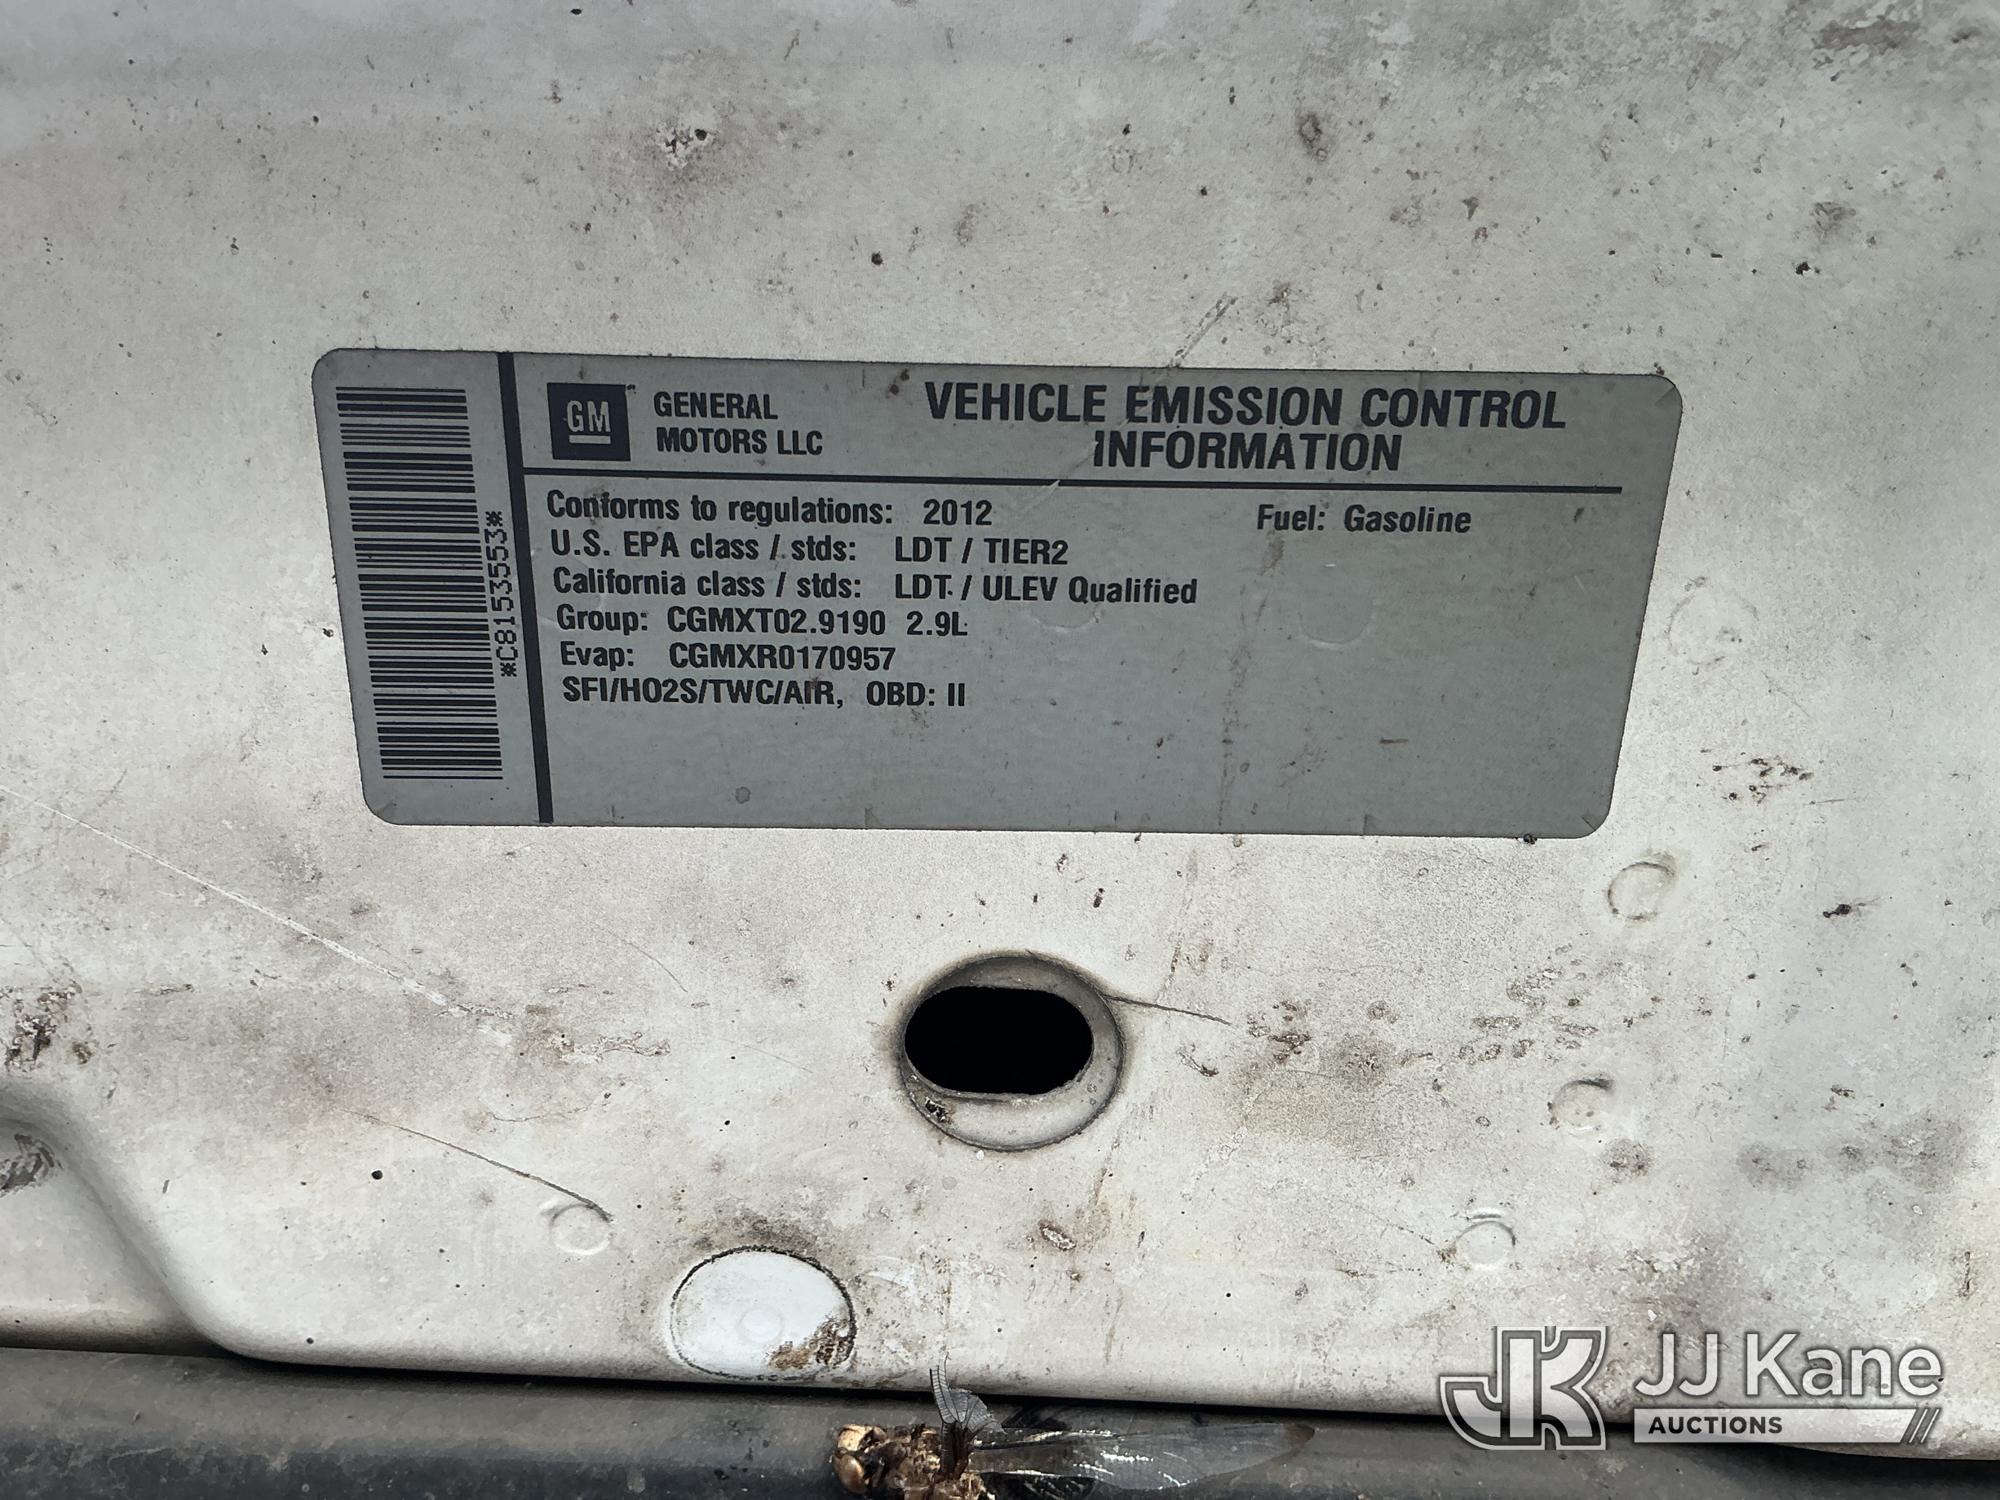 *C8153553*
GM
GENERAL
MOTORS LLC
VEHICLE EMISSION CONTROL
INFORMATION
Conforms to regulations: 2012 Fuel: Gasoline
U.S. EPA class / stds: LDT / TIER2
California class / stds: LDT / ULEV Qualified
Group: CGMXT02.9190 2.9L
Evap: CGMXR0170957
SFI/HO2S/TWC/AIR, OBD: II
JK JJ Kane
AUCTIONS